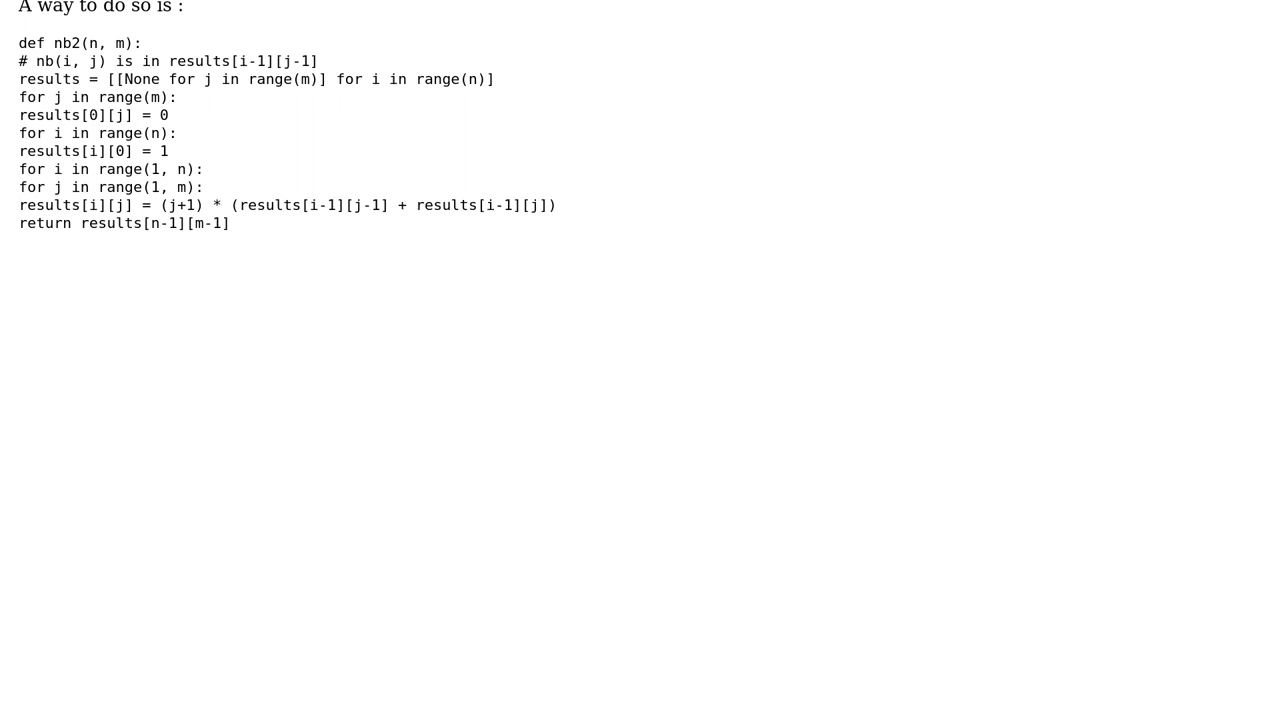 A way to do so is :
def nb2(n, m):
# nb(i, j) is in results[i-1][j-1]
results = [[None for j in range(m)] for i in range(n)]
for j in range(m):
results[0][j] = 0
for i in range(n):
results[i][0] = 1
for i in range(1, n):
for j in range(1, m):
results[i][j] = (j+1) * (results[i-1][j-1] + results[i-1][j])
return results[n-1][m-1]